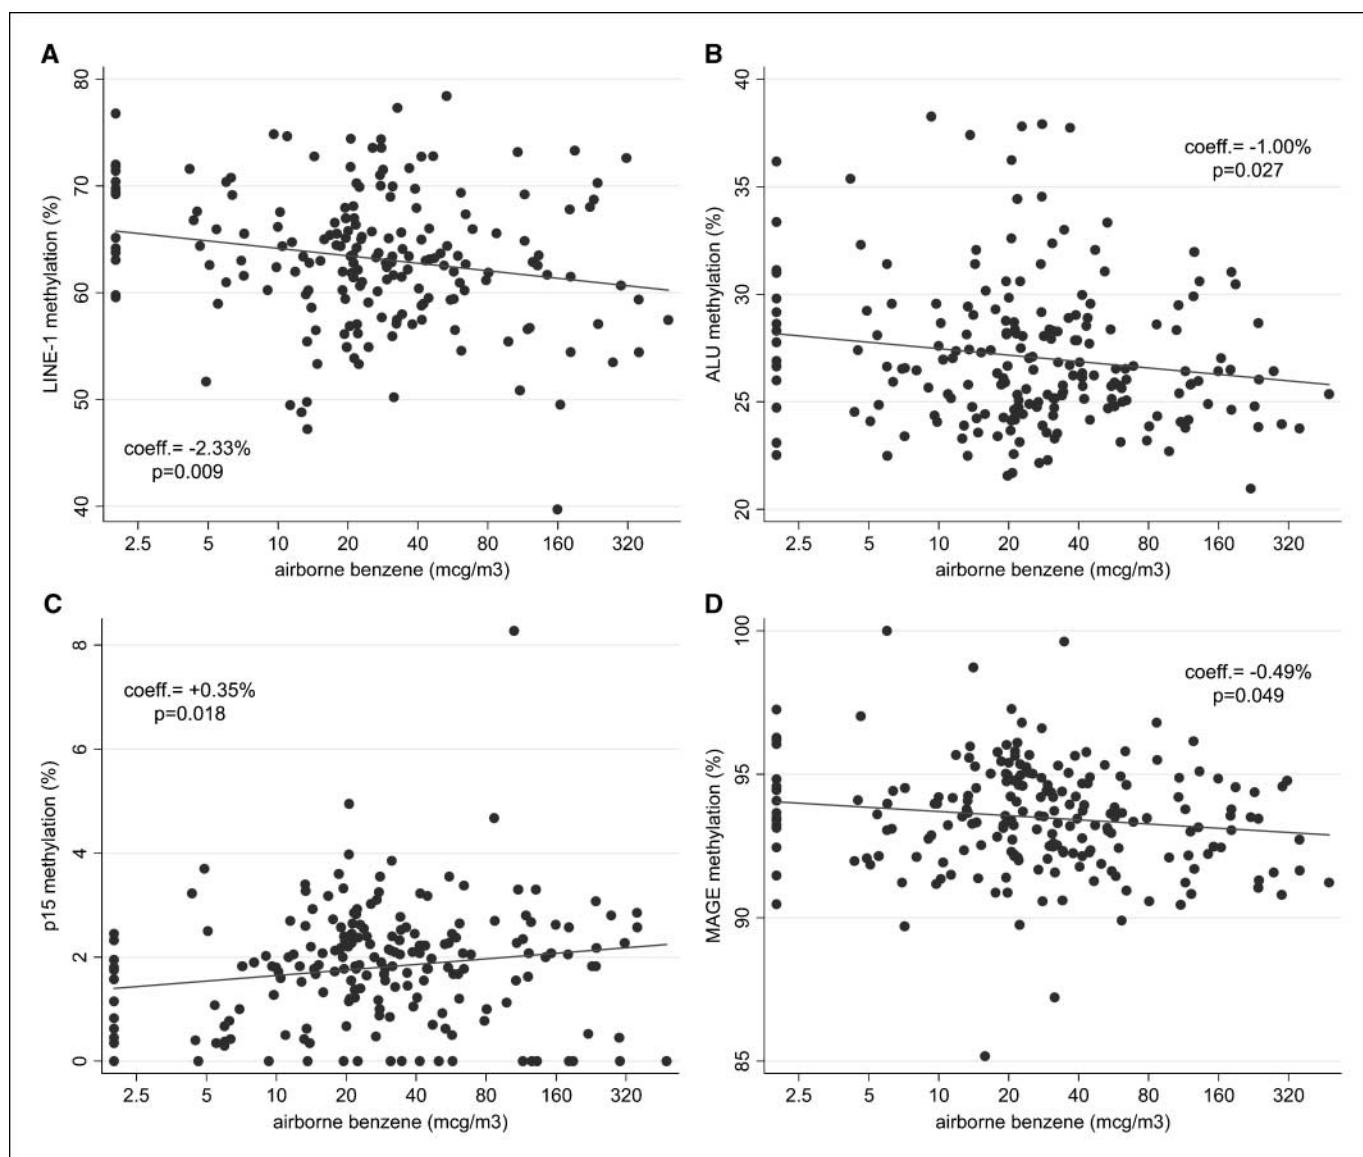 A
LINE-1 methylation (%)
80
70
60
50
40
coeff.= -2.33%
p=0.009
2.5 5 10 20 40 80 160 320
airborne benzene (mcg/m3)
B
ALU methylation (%)
40
35
30
25
20
coeff.= -1.00%
p=0.027
2.5 5 10 20 40 80 160 320
airborne benzene (mcg/m3)
C
p15 methylation (%)
8
6
4
2
0
coeff.= +0.35%
p=0.018
2.5 5 10 20 40 80 160 320
airborne benzene (mcg/m3)
D
MAGE methylation (%)
100
95
90
85
coeff.= -0.49%
p=0.049
2.5 5 10 20 40 80 160 320
airborne benzene (mcg/m3)